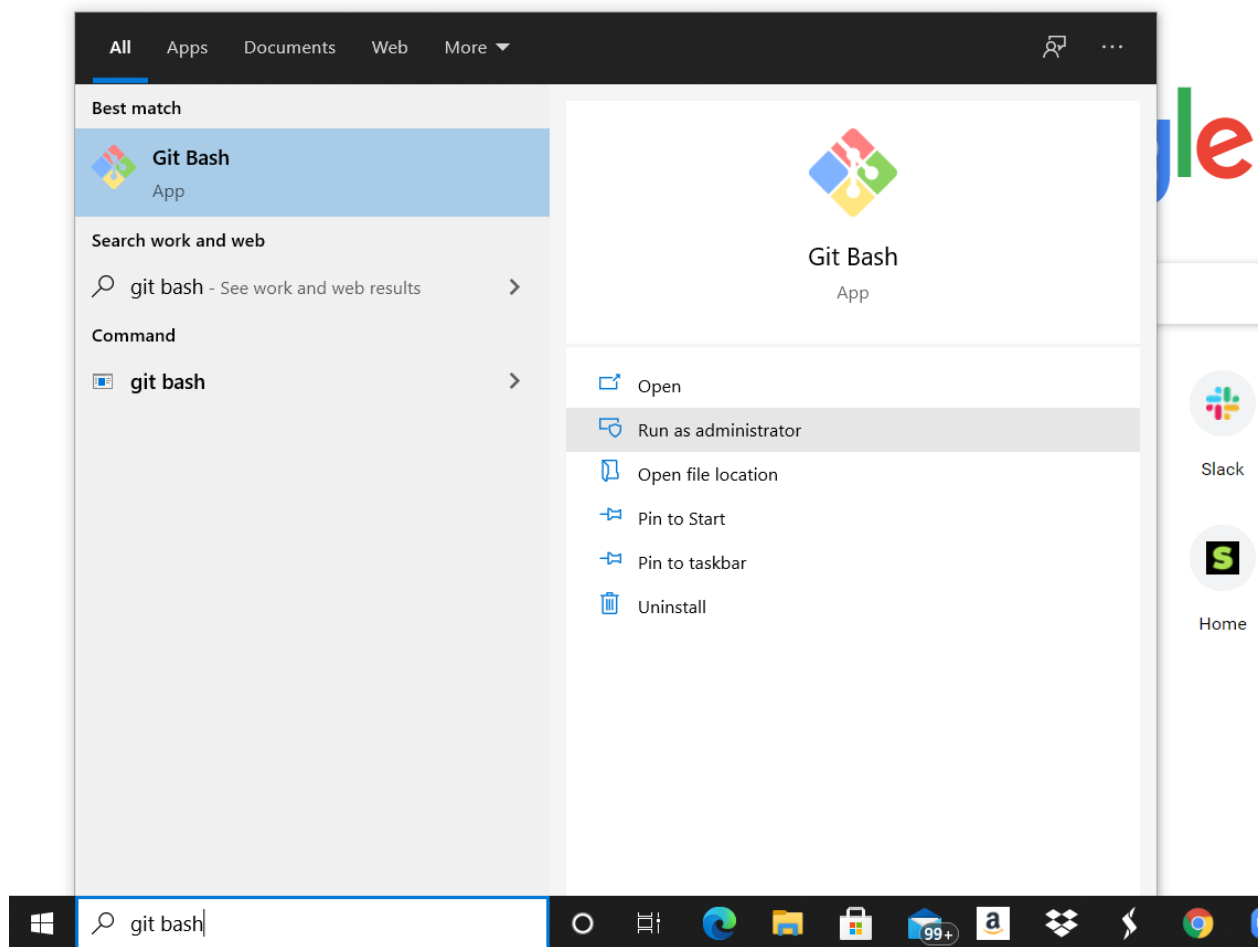 All Apps Documents Web More
Best match
Git Bash
App
Search work and web
git bash - See work and web results
Command
git bash
Git Bash
App
Open
Run as administrator
Open file location
Pin to Start
Pin to taskbar
Uninstall
gle
Slack
S
Home
git bash
99+
a